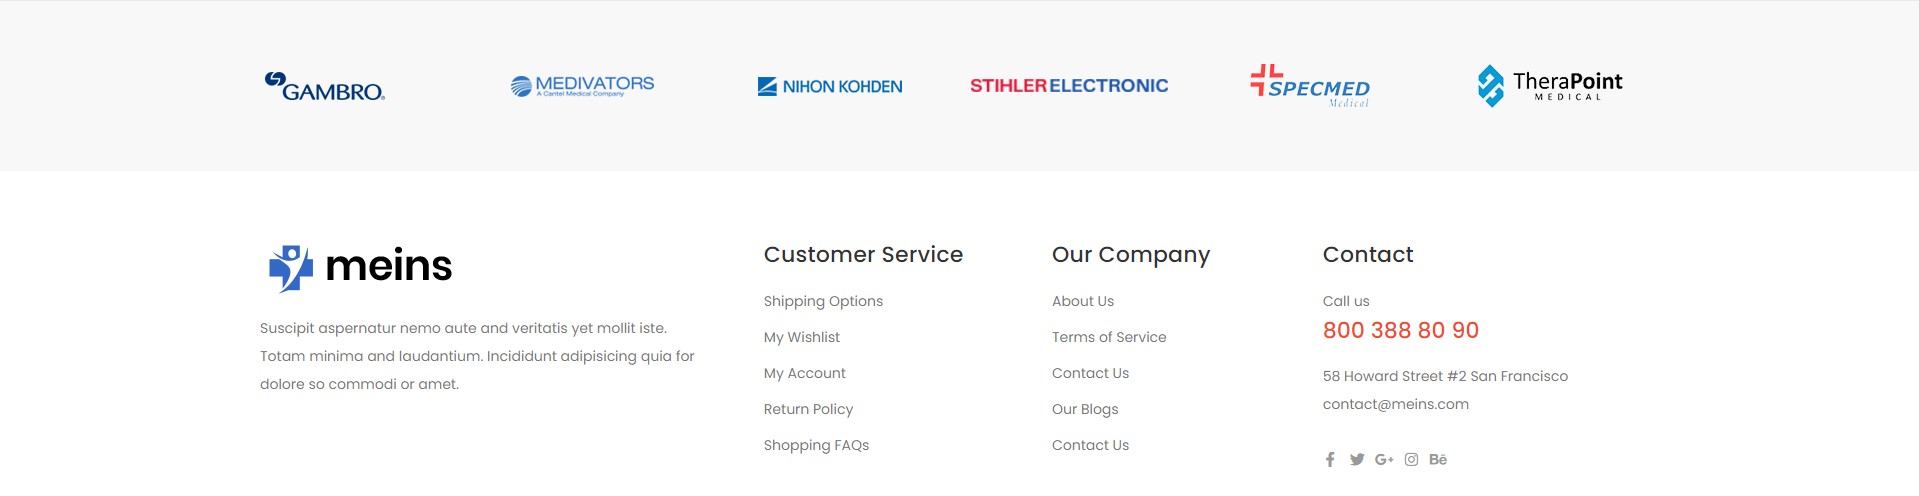 GAMBRO®
MEDIVATORS
A Cantel Medical Company
NIHON KOHDEN
STIHLER ELECTRONIC
SPECMED
Medical
TheraPoint
MEDICAL
meins
Suscipit aspernatur nemo aute and veritatis yet mollit iste.
Totam minima and laudantium. Incididunt adipisicing quia for
dolore so commodi or amet.
Customer Service
Shipping Options
My Wishlist
My Account
Return Policy
Shopping FAQs
Our Company
About Us
Terms of Service
Contact Us
Our Blogs
Contact Us
Contact
Call us
800 388 80 90
58 Howard Street #2 San Francisco
contact@meins.com